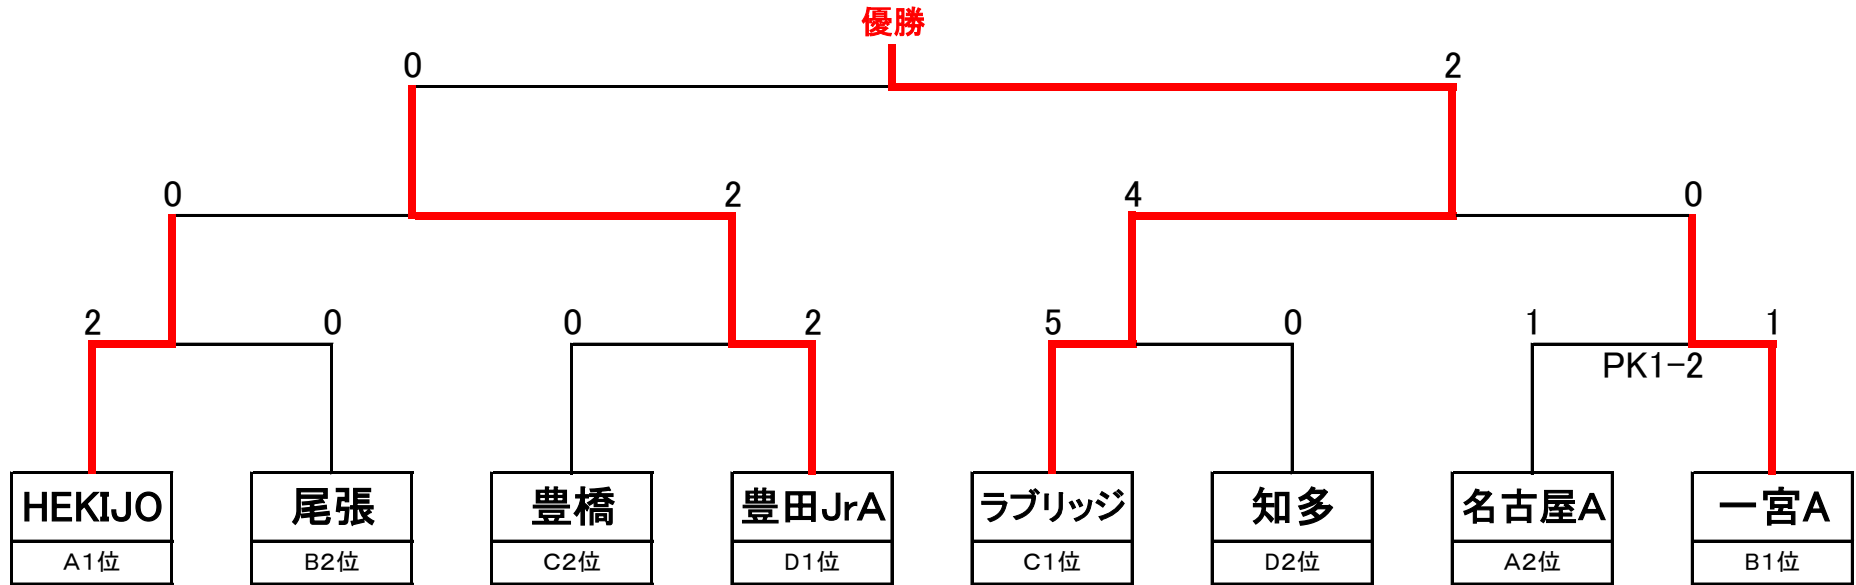 優勝
0 2
0 2 4 0
2 0 0 2 5 0 1 1
PK1-2
HEKIJO 尾張 豊橋 豊田JrA ラブリッジ 知多 名古屋A 一宮A
A1位 B2位 C2位 D1位 C1位 D2位 A2位 B1位